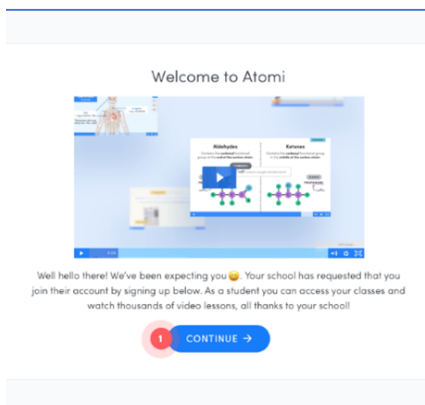 Welcome to Atomi
Aldehydes
Ketones
Well hello there! We've been expecting you😀. Your school has requested that you
join their account by signing up below. As a student you can access your classes and
watch thousands of video lessons, all thanks to your school!
1
CONTINUE →